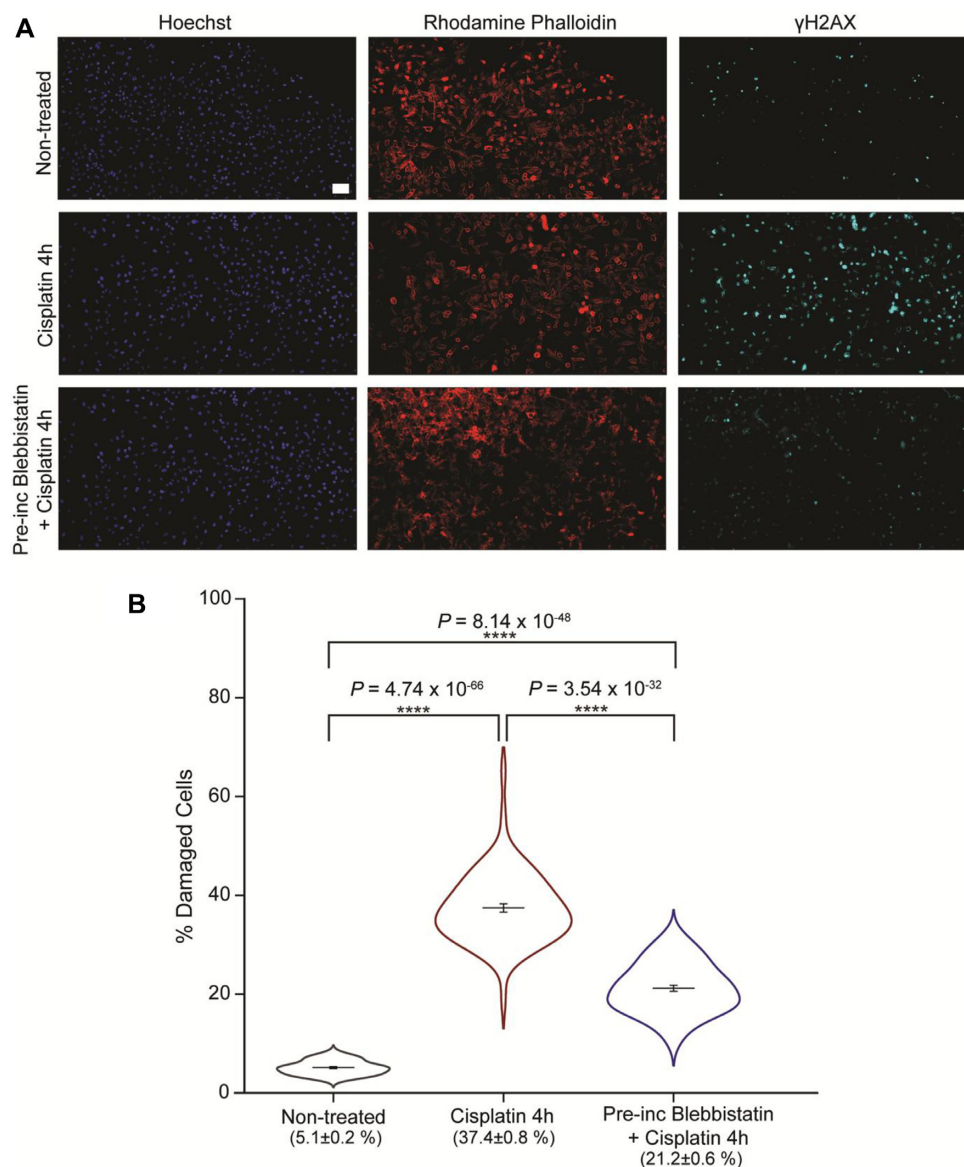 A
Hoechst
Rhodamine Phalloidin
γH2AX
Non-treated
Cisplatin 4h
Pre-inc Blebbistatin
+ Cisplatin 4h
B
P = 8.14 x 10⁻⁴⁸
****
P = 4.74 x 10⁻⁶⁶
****
P = 3.54 x 10⁻³²
****
% Damaged Cells
100
80
60
40
20
0
Non-treated
(5.1±0.2 %)
Cisplatin 4h
(37.4±0.8 %)
Pre-inc Blebbistatin
+ Cisplatin 4h
(21.2±0.6 %)